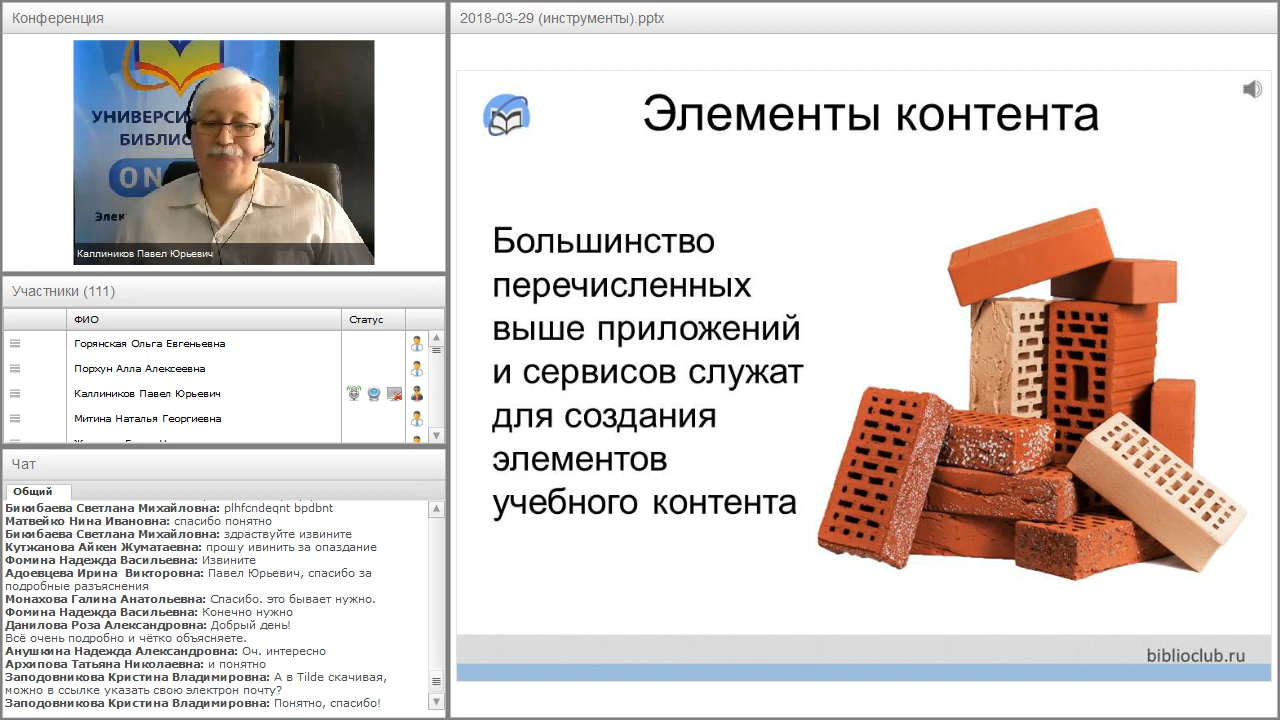 Конференция
УНИВЕРСИ
БИБЛИО
ON
Элек
Каллиников Павел Юрьевич
Участники (111)
ФИО Статус
Горянская Ольга Евгеньевна
Порхун Алла Алексеевна
Каллиников Павел Юрьевич
Митина Наталья Георгиевна
Чат
Общий
Бикибаева Светлана Михайловна: plhfcndeqnt bpdbnt
Матвейко Нина Ивановна: спасибо понятно
Бикибаева Светлана Михайловна: здраствуйте извините
Кутжанова Айкен Жуматаевна: прошу ивинить за опаздание
Фомина Надежда Васильевна: Извините
Адоевцева Ирина Викторовна: Павел Юрьевич, спасибо за
подробные разъяснения
Монахова Галина Анатольевна: Спасибо. это бывает нужно.
Фомина Надежда Васильевна: Конечно нужно
Данилова Роза Александровна: Добрый день!
Всё очень подробно и чётко объясняете.
Анушкина Надежда Александровна: Оч. интересно
Архипова Татьяна Николаевна: и понятно
Заподовникова Кристина Владимировна: А в Tilde скачивая,
можно в ссылке указать свою электрон почту?
Заподовникова Кристина Владимировна: Понятно, спасибо!
2018-03-29 (инструменты).pptx
Элементы контента
Большинство
перечисленных
выше приложений
и сервисов служат
для создания
элементов
учебного контента
biblioclub.ru